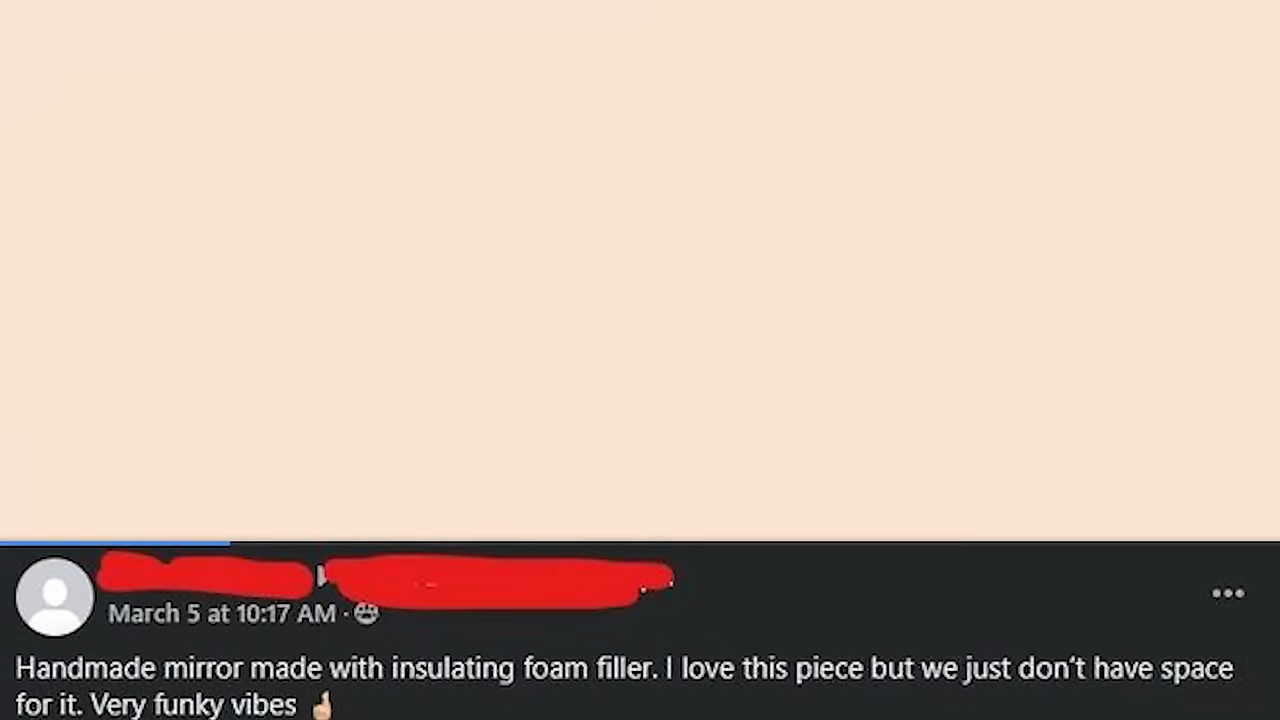 March 5 at 10:17 AM ·
Handmade mirror made with insulating foam filler. I love this piece but we just don't have space
for it. Very funky vibes 🤞🏼